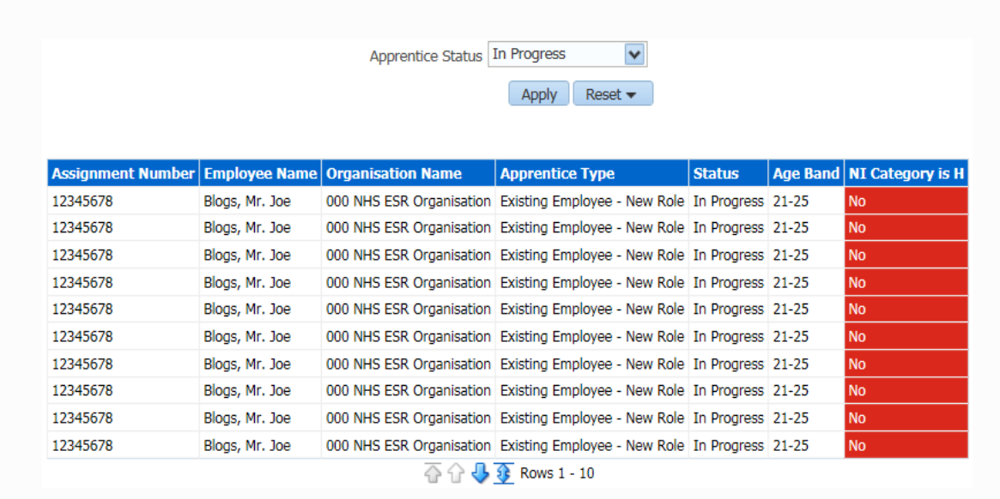 Apprentice Status In Progress
Apply Reset
Assignment Number Employee Name Organisation Name Apprentice Type Status Age Band NI Category is H
12345678 Blogs, Mr. Joe 000 NHS ESR Organisation Existing Employee - New Role In Progress 21-25 No
12345678 Blogs, Mr. Joe 000 NHS ESR Organisation Existing Employee - New Role In Progress 21-25 No
12345678 Blogs, Mr. Joe 000 NHS ESR Organisation Existing Employee - New Role In Progress 21-25 No
12345678 Blogs, Mr. Joe 000 NHS ESR Organisation Existing Employee - New Role In Progress 21-25 No
12345678 Blogs, Mr. Joe 000 NHS ESR Organisation Existing Employee - New Role In Progress 21-25 No
12345678 Blogs, Mr. Joe 000 NHS ESR Organisation Existing Employee - New Role In Progress 21-25 No
12345678 Blogs, Mr. Joe 000 NHS ESR Organisation Existing Employee - New Role In Progress 21-25 No
12345678 Blogs, Mr. Joe 000 NHS ESR Organisation Existing Employee - New Role In Progress 21-25 No
12345678 Blogs, Mr. Joe 000 NHS ESR Organisation Existing Employee - New Role In Progress 21-25 No
12345678 Blogs, Mr. Joe 000 NHS ESR Organisation Existing Employee - New Role In Progress 21-25 No
Rows 1 - 10